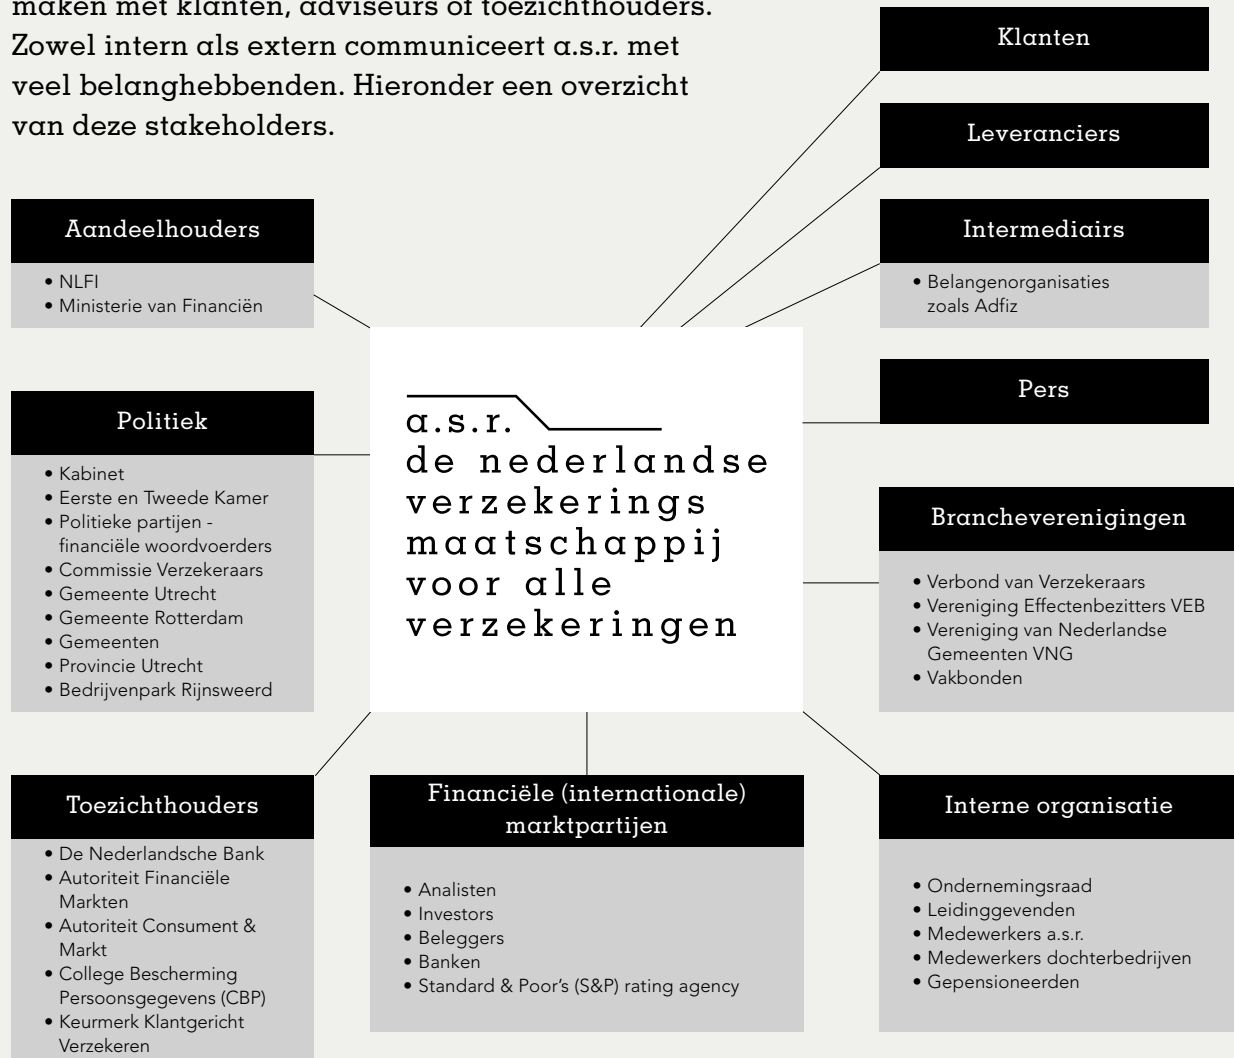 maken met klanten, adviseurs of toezichthouders.
Zowel intern als extern communiceert a.s.r. met
veel belanghebbenden. Hieronder een overzicht
van deze stakeholders.
Klanten
Leveranciers
Aandeelhouders
• NLFI
• Ministerie van Financiën
Intermediairs
• Belangenorganisaties
zoals Adfiz
Pers
Politiek
• Kabinet
• Eerste en Tweede Kamer
• Politieke partijen -
financiële woordvoerders
• Commissie Verzekeraars
• Gemeente Utrecht
• Gemeente Rotterdam
• Gemeenten
• Provincie Utrecht
• Bedrijvenpark Rijnsweerd
a.s.r.
de nederlandse
verzekerings
maatschappij
voor alle
verzekeringen
Brancheverenigingen
• Verbond van Verzekeraars
• Vereniging Effectenbezitters VEB
• Vereniging van Nederlandse
Gemeenten VNG
• Vakbonden
Toezichthouders
• De Nederlandsche Bank
• Autoriteit Financiële
Markten
• Autoriteit Consument &
Markt
• College Bescherming
Persoonsgegevens (CBP)
• Keurmerk Klantgericht
Verzekeren
Financiële (internationale)
marktpartijen
• Analisten
• Investors
• Beleggers
• Banken
• Standard & Poor's (S&P) rating agency
Interne organisatie
• Ondernemingsraad
• Leidinggevenden
• Medewerkers a.s.r.
• Medewerkers dochterbedrijven
• Gepensioneerden